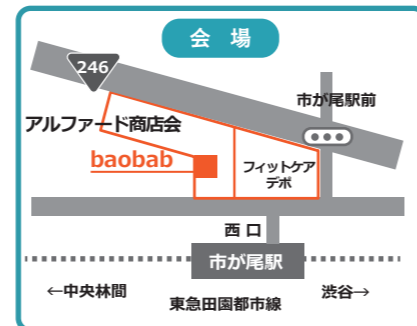 会場
246
市が尾駅前
アルファード商店会
baobab
フィットケア
デポ
西口
市が尾駅
←中央林間
東急田園都市線
渋谷→